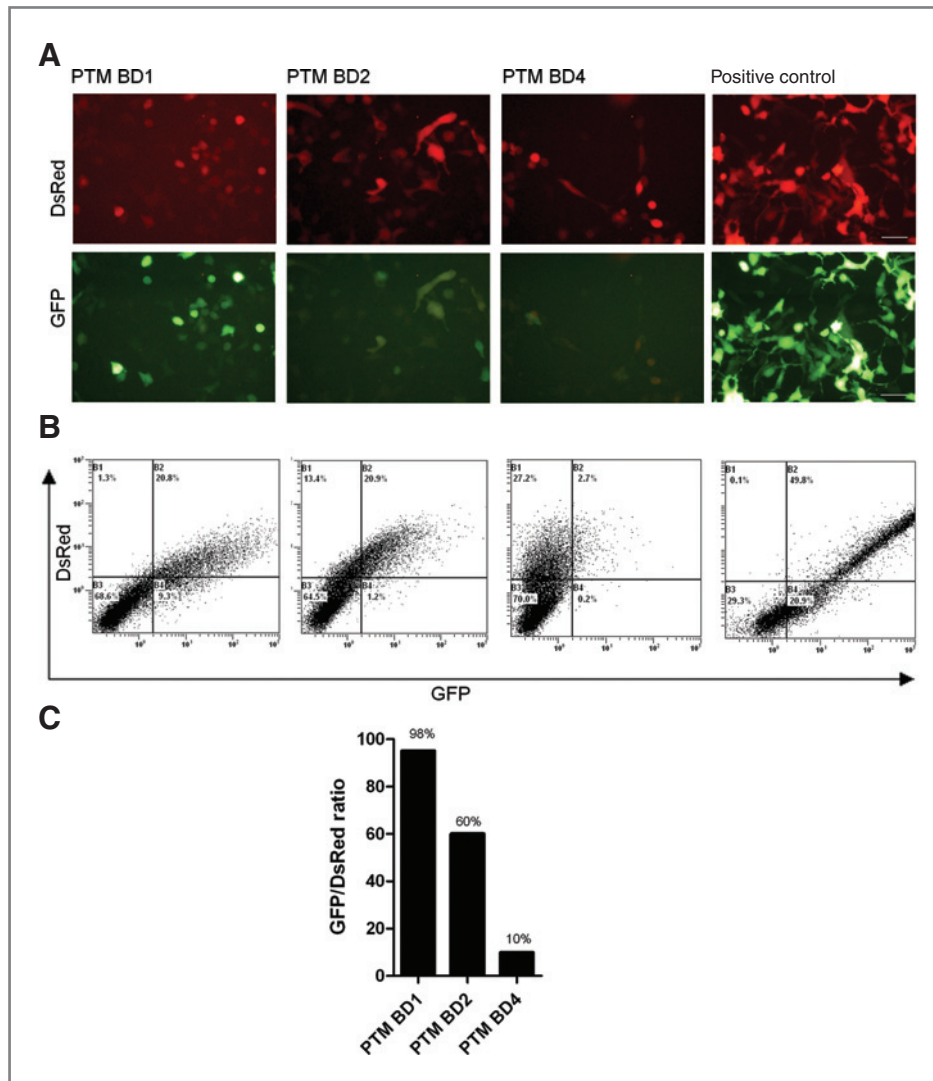 A
PTM BD1 PTM BD2 PTM BD4 Positive control
DsRed
GFP
B
B1 1.3% B2 20.8% B3 68.6% B4 9.3%
B1 13.4% B2 20.9% B3 64.5% B4 1.2%
B1 27.2% B2 2.7% B3 70.0% B4 0.2%
B1 0.1% B2 49.8% B3 29.3% B4 20.9%
DsRed
10⁰ 10¹ 10² 10³
GFP
C
GFP/DsRed ratio
100
80
60
40
20
0
98%
60%
10%
PTM BD1 PTM BD2 PTM BD4